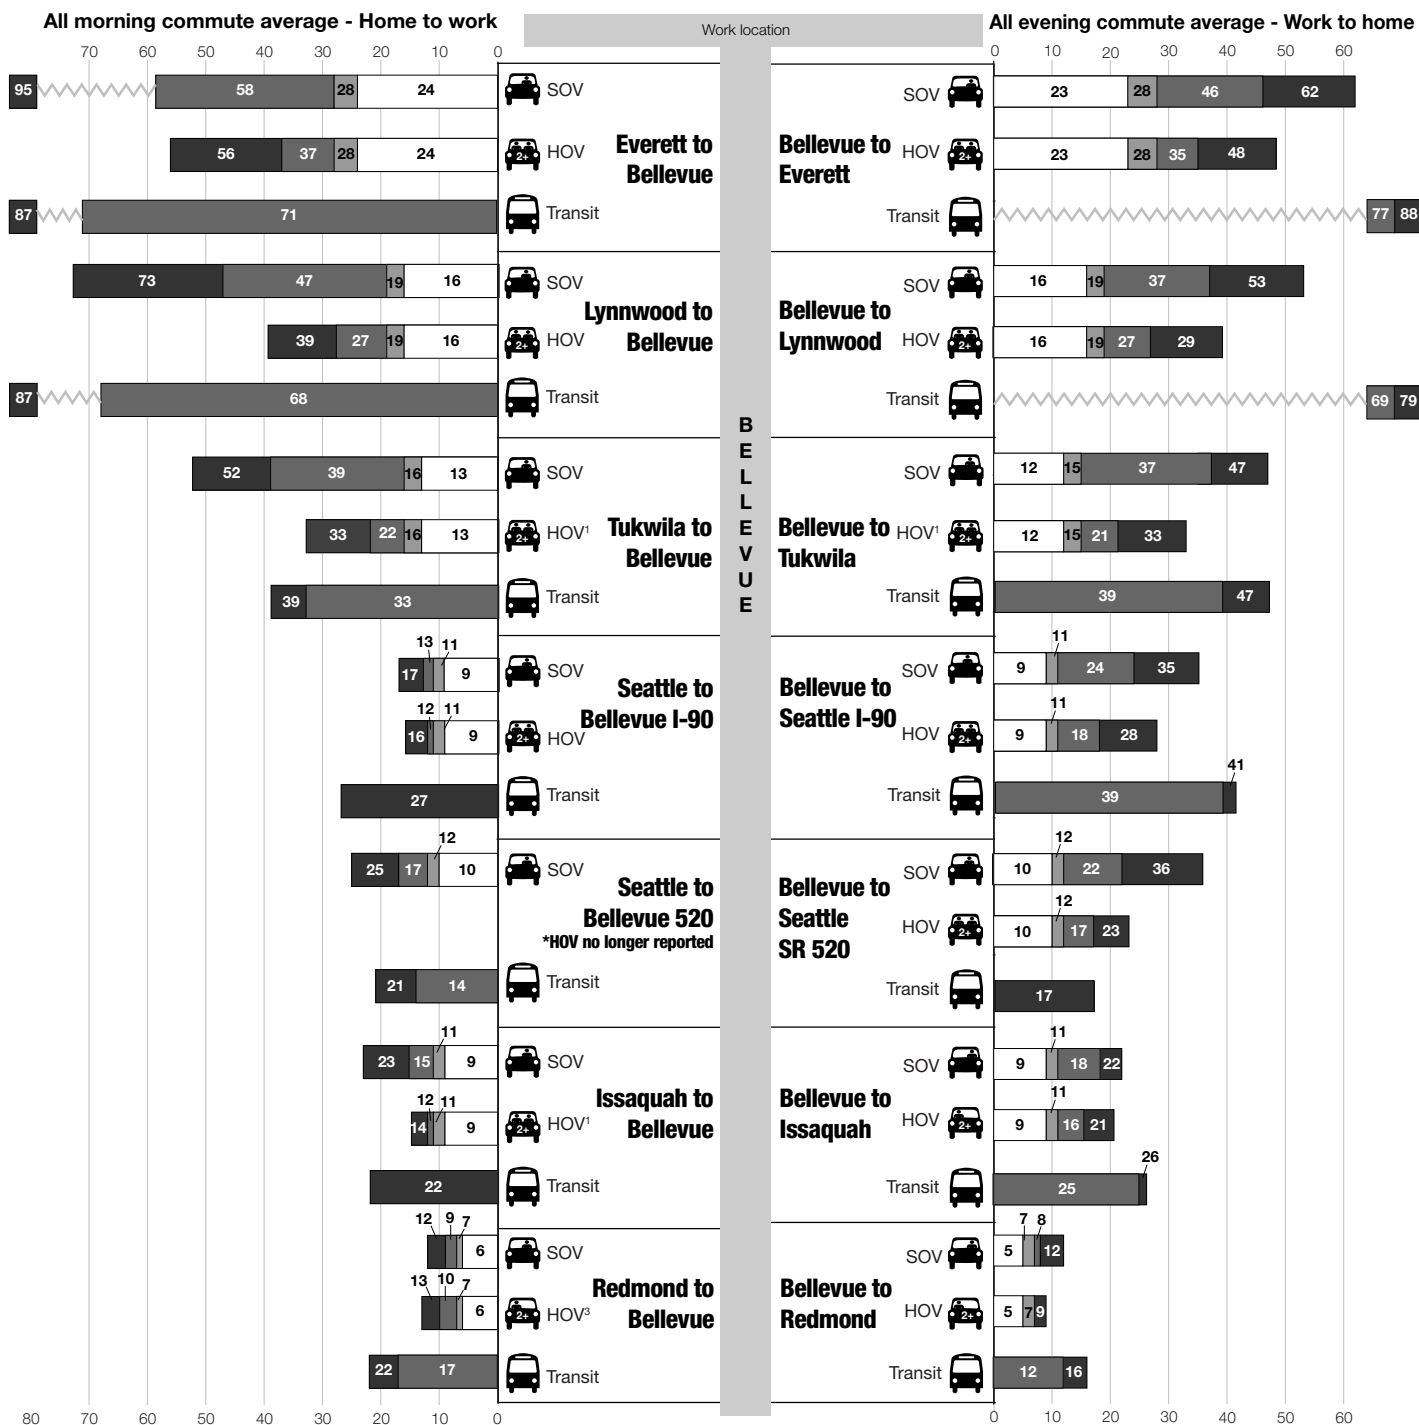 All morning commute average - Home to work
Work location
All evening commute average - Work to home
70 60 50 40 30 20 10 0
0 10 20 30 40 50 60
95 58 28 24 SOV
SOV 23 28 46 62
56 37 28 24 2+ HOV
Everett to
Bellevue
Bellevue to
Everett
HOV 2+ 23 28 35 48
87 71 Transit
Transit 77 88
73 47 19 16 SOV
SOV 16 19 37 53
Lynnwood to
Bellevue
Bellevue to
Lynnwood
39 27 19 16 2+ HOV
HOV 2+ 16 19 27 29
87 68 Transit
Transit 69 79
B
E
L
L
E
V
U
E
52 39 16 13 SOV
SOV 12 15 37 47
33 22 16 13 2+ HOV¹
Tukwila to
Bellevue
Bellevue to
Tukwila
HOV¹ 2+ 12 15 21 33
39 33 Transit
Transit 39 47
13 11
17 9 SOV
11
SOV 9 24 35
Seattle to
Bellevue I-90
Bellevue to
Seattle I-90
12 11
16 9 2+ HOV
11
HOV 2+ 9 18 28
27 Transit
41
Transit 39
12
25 17 10 SOV
12
SOV 10 22 36
Seattle to
Bellevue 520
*HOV no longer reported
Bellevue to
Seattle
SR 520
12
HOV 2+ 10 17 23
21 14 Transit
Transit 17
11
23 15 9 SOV
11
SOV 9 18 22
Issaquah to
Bellevue
Bellevue to
Issaquah
12 11
14 9 2+ HOV¹
11
HOV 2+ 9 16 21
22 Transit
26
Transit 25
12 9 7
6 SOV
7 8
SOV 5 12
Redmond to
Bellevue
Bellevue to
Redmond
13 10 7
6 2+ HOV³
HOV 2+ 5 7 9
22 17 Transit
Transit 12 16
80 70 60 50 40 30 20 10 0
0 10 20 30 40 50 60